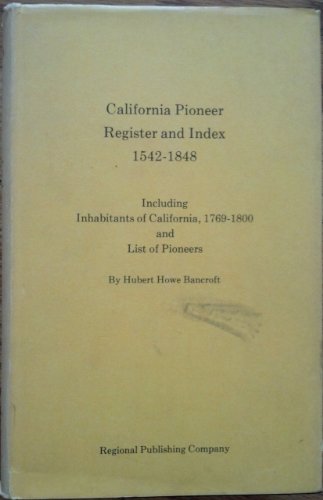 California Pioneer
Register and Index
1542-1848
Including
Inhabitants of California, 1769-1800
and
List of Pioneers
By Hubert Howe Bancroft
Regional Publishing Company